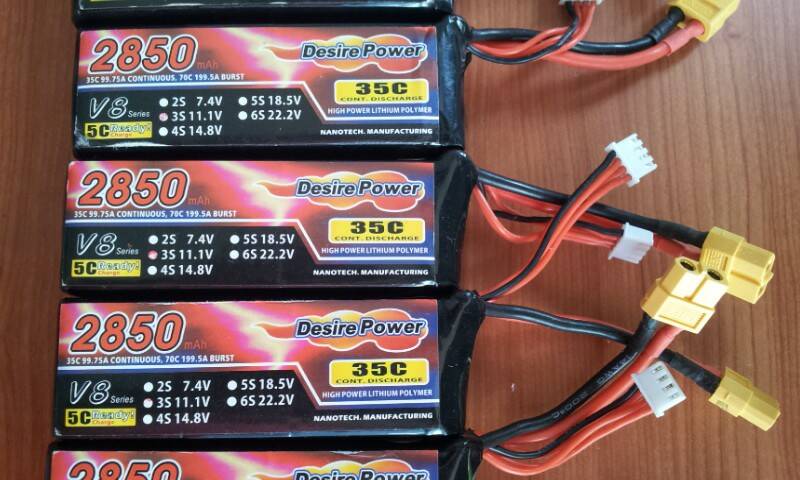 2850 mAh
Desire Power
35C 99.75A CONTINUOUS, 70C 199.5A BURST
35C
CONT. DISCHARGE
V8 Series
2S 7.4V
5S 18.5V
HIGH POWER LITHIUM POLYMER
3S 11.1V
6S 22.2V
5C Ready!
Charge
4S 14.8V
NANOTECH. MANUFACTURING
2850 mAh
Desire Power
35C 99.75A CONTINUOUS, 70C 199.5A BURST
35C
CONT. DISCHARGE
V8 Series
2S 7.4V
5S 18.5V
HIGH POWER LITHIUM POLYMER
3S 11.1V
6S 22.2V
5C Ready!
Charge
4S 14.8V
NANOTECH. MANUFACTURING
2850 mAh
Desire Power
35C 99.75A CONTINUOUS, 70C 199.5A BURST
35C
CONT. DISCHARGE
V8 Series
2S 7.4V
5S 18.5V
HIGH POWER LITHIUM POLYMER
3S 11.1V
6S 22.2V
5C Ready!
Charge
4S 14.8V
NANOTECH. MANUFACTURING
2850
Desire Power